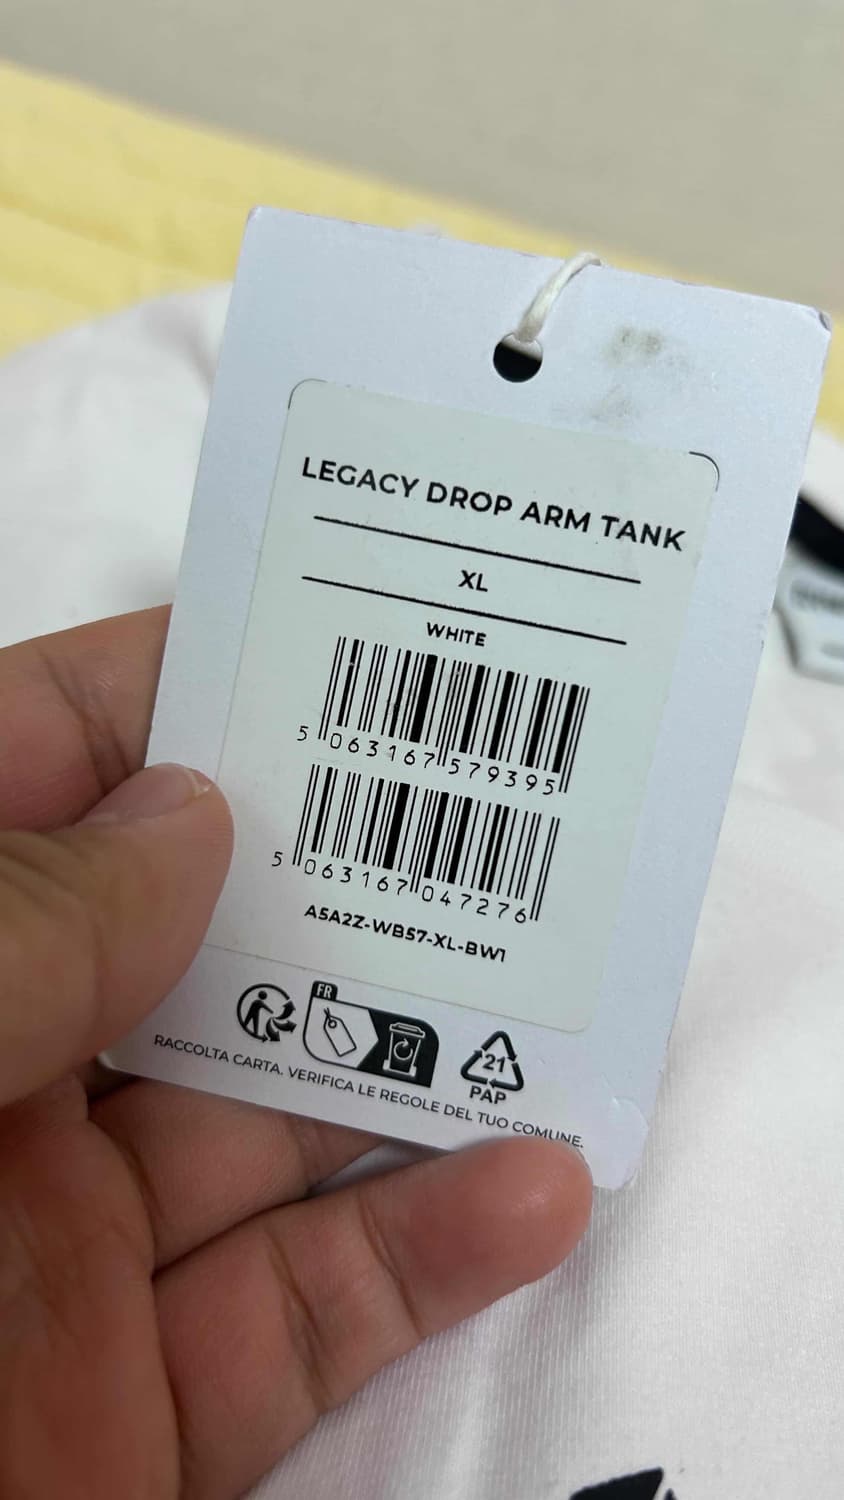 LEGACY DROP ARM TANK
XL
WHITE
5 063167 579395
5 063167 047276
A5A2Z-WB57-XL-BW1
FR
21
PAP
RACCOLTA CARTA. VERIFICA LE REGOLE DEL TUO COMUNE.